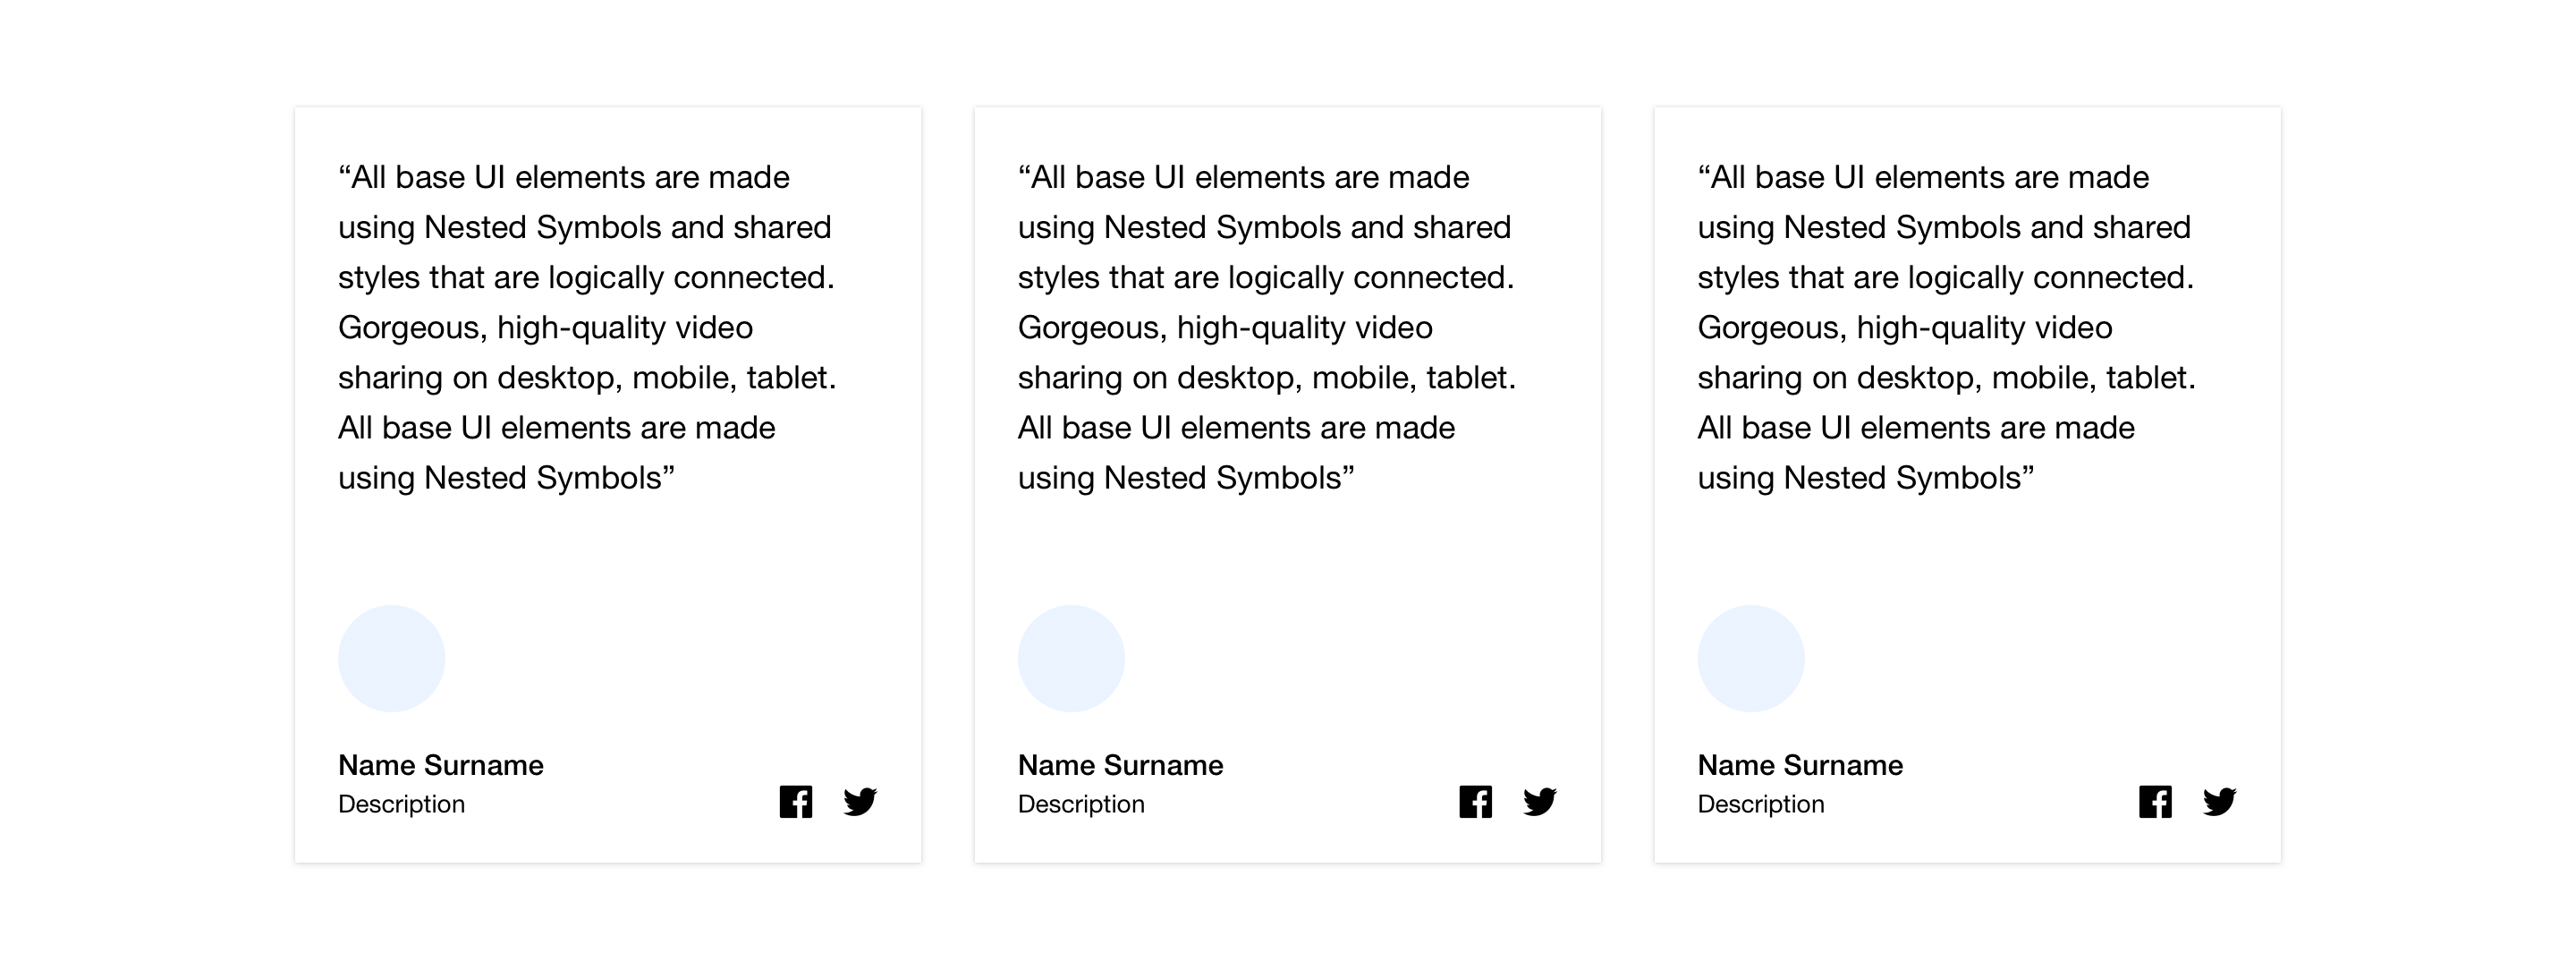 “All base UI elements are made
using Nested Symbols and shared
styles that are logically connected.
Gorgeous, high-quality video
sharing on desktop, mobile, tablet.
All base UI elements are made
using Nested Symbols”
Name Surname
Description
“All base UI elements are made
using Nested Symbols and shared
styles that are logically connected.
Gorgeous, high-quality video
sharing on desktop, mobile, tablet.
All base UI elements are made
using Nested Symbols”
Name Surname
Description
“All base UI elements are made
using Nested Symbols and shared
styles that are logically connected.
Gorgeous, high-quality video
sharing on desktop, mobile, tablet.
All base UI elements are made
using Nested Symbols”
Name Surname
Description